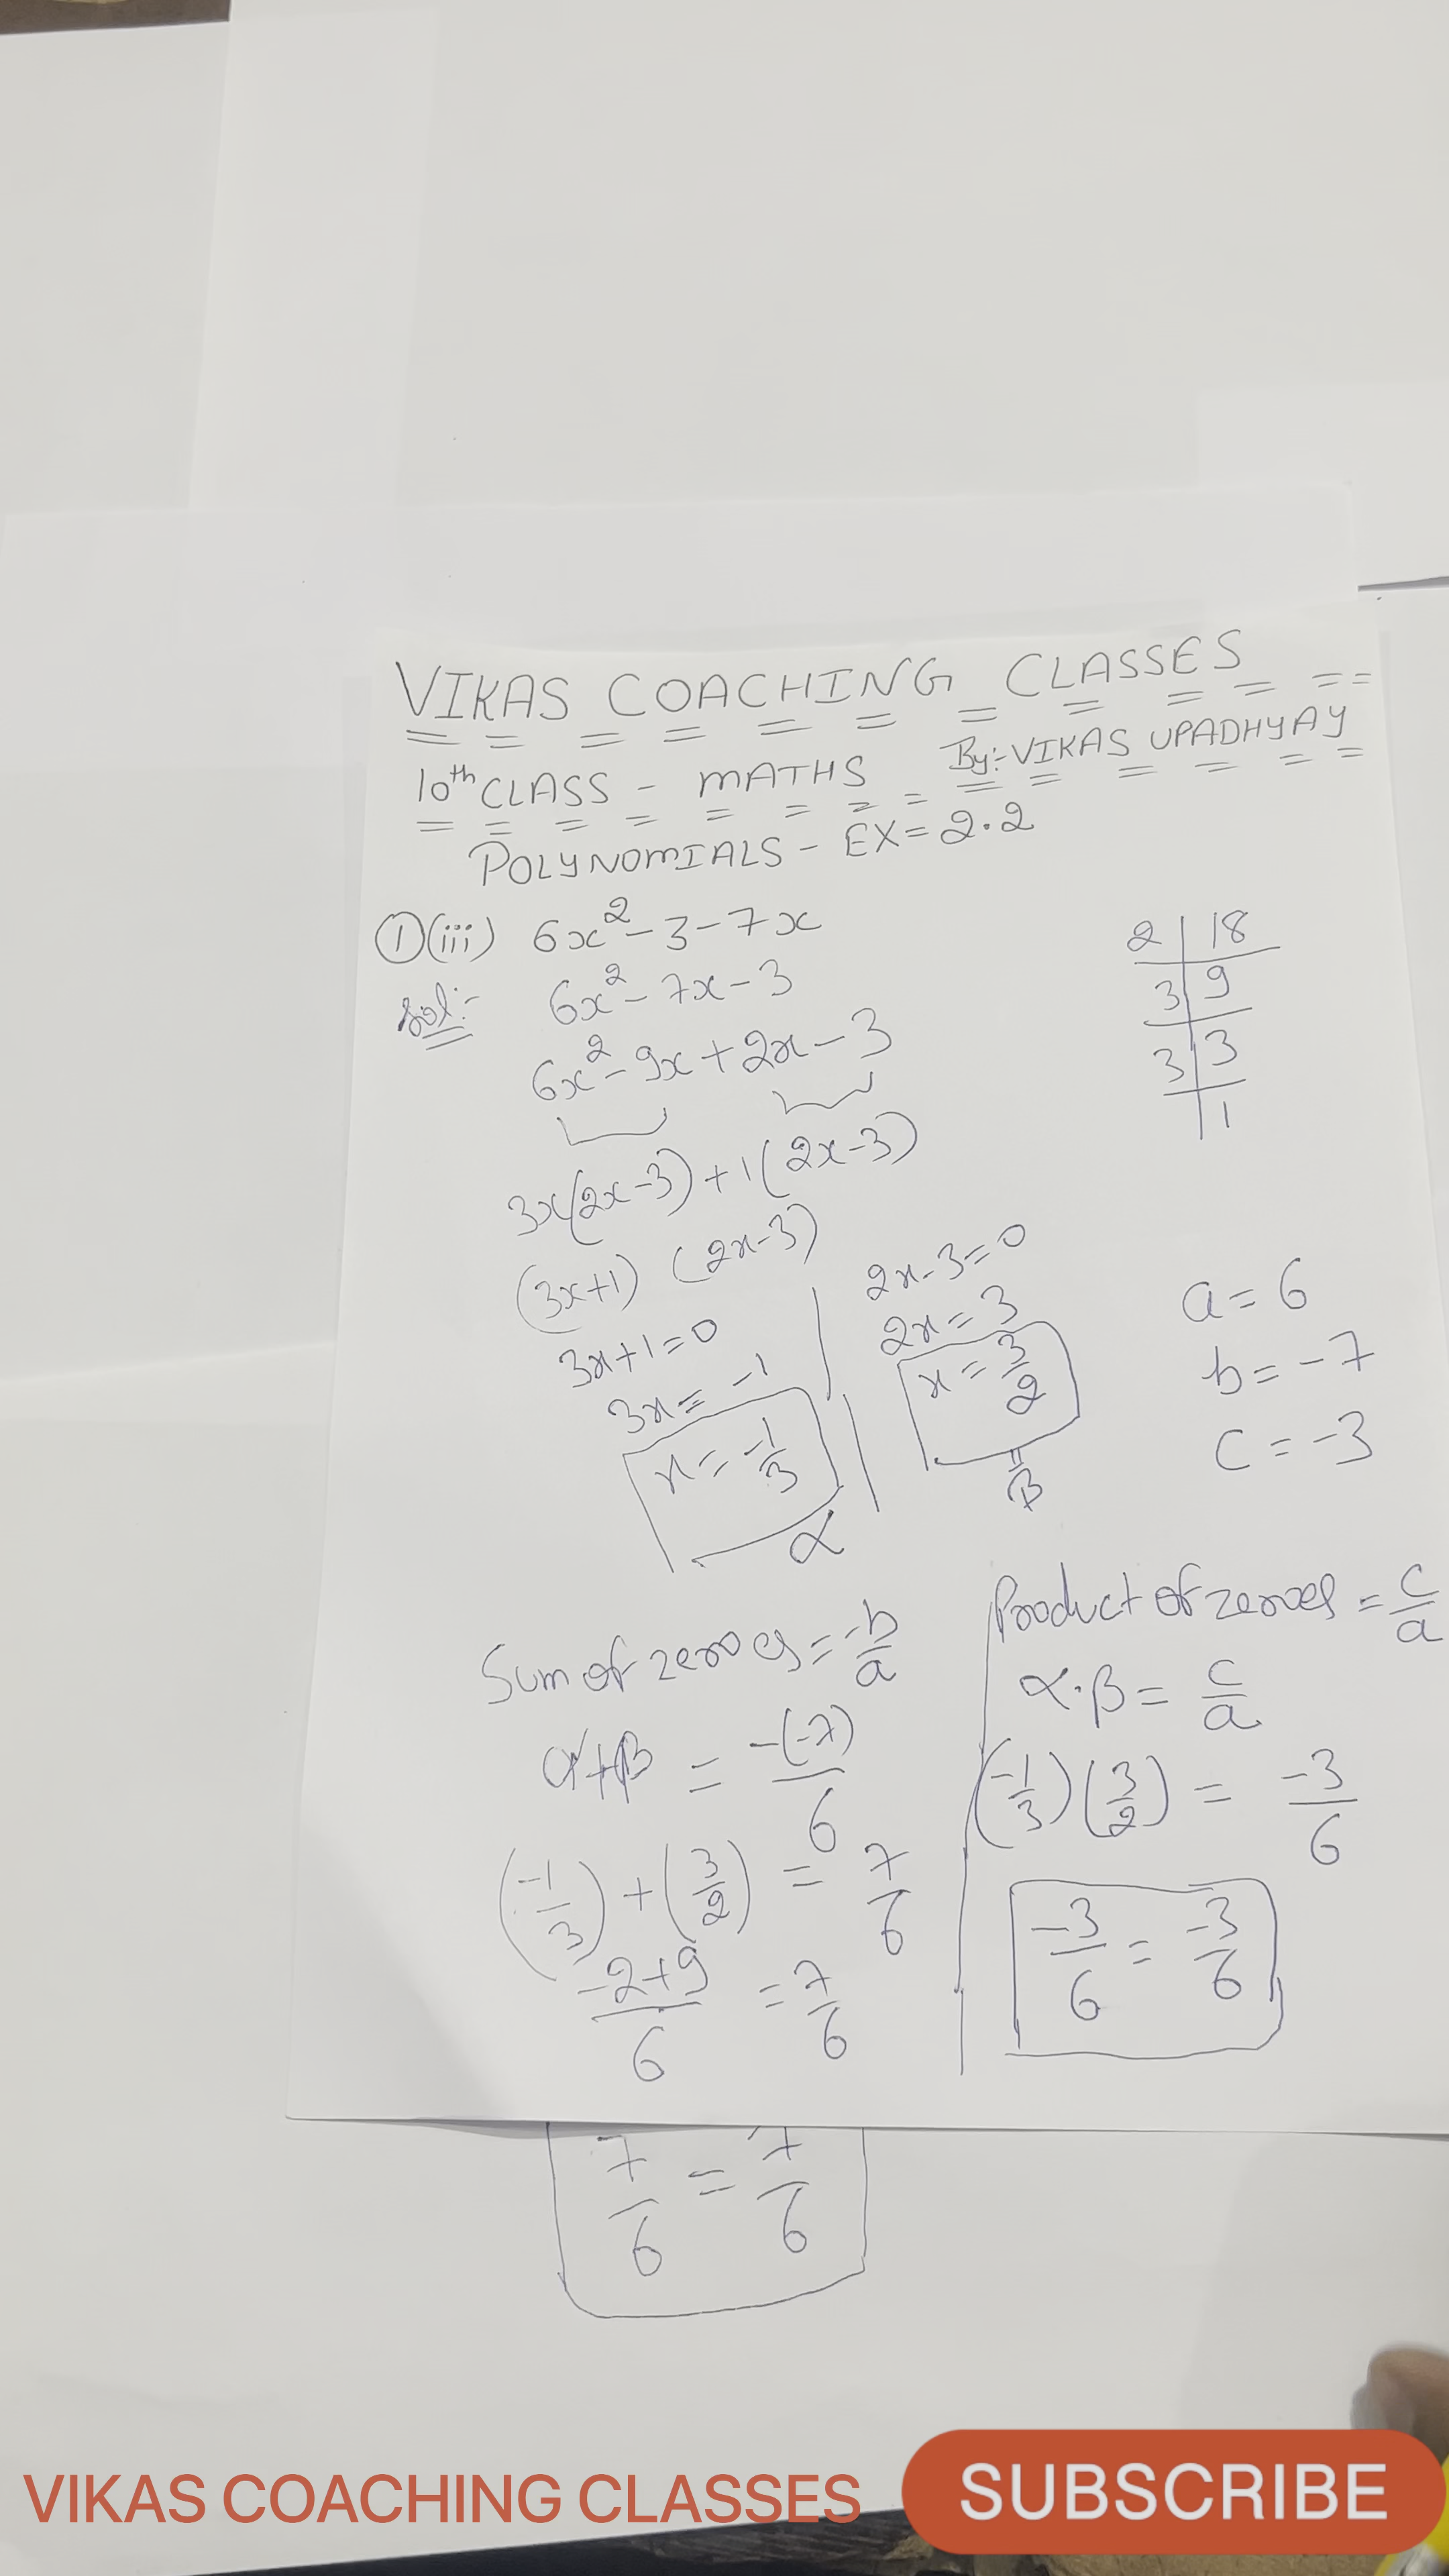 VIKAS COACHING CLASSES
10th CLASS - MATHS By:- VIKAS UPADHYAY
POLYNOMIALS - EX = 2.2
①(iii) 6x² - 3 - 7x
Sol:- 6x² - 7x - 3
6x² - 9x + 2x - 3
3x(2x-3) + 1(2x-3)
(3x+1) (2x-3)
3x+1=0
3x = -1
x = -1/3
α
2x-3=0
2x = 3
x = 3/2
β
2 | 18
3 | 9
3 | 3
1
a = 6
b = -7
c = -3
Sum of zeroes = -b/a
α+β = -(-7)/6
(-1/3) + (3/2) = 7/6
-2+9/6 = 7/6
7/6 = 7/6
Product of zeroes = c/a
α·β = c/a
(-1/3)(3/2) = -3/6
-3/6 = -3/6
VIKAS COACHING CLASSES
SUBSCRIBE